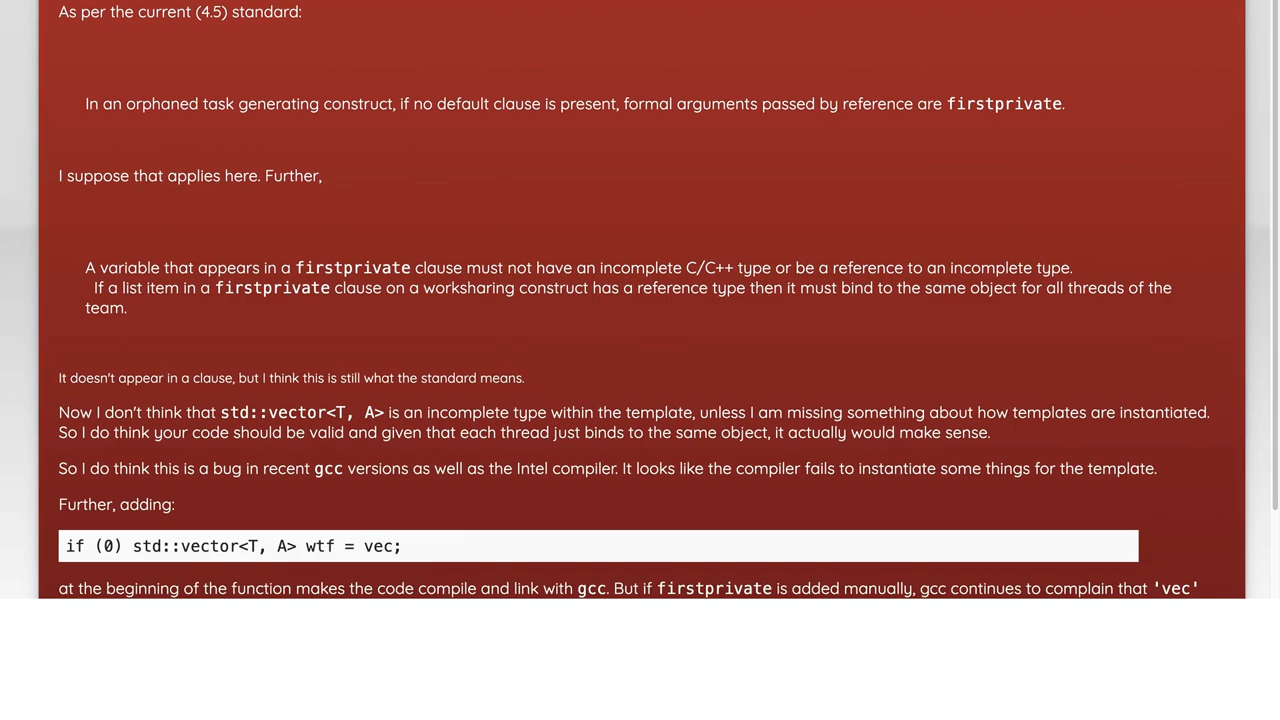 As per the current (4.5) standard:
In an orphaned task generating construct, if no default clause is present, formal arguments passed by reference are firstprivate.
I suppose that applies here. Further,
A variable that appears in a firstprivate clause must not have an incomplete C/C++ type or be a reference to an incomplete type.
If a list item in a firstprivate clause on a worksharing construct has a reference type then it must bind to the same object for all threads of the
team.
It doesn't appear in a clause, but I think this is still what the standard means.
Now I don't think that std::vector<T, A> is an incomplete type within the template, unless I am missing something about how templates are instantiated.
So I do think your code should be valid and given that each thread just binds to the same object, it actually would make sense.
So I do think this is a bug in recent gcc versions as well as the Intel compiler. It looks like the compiler fails to instantiate some things for the template.
Further, adding:
if (0) std::vector<T, A> wtf = vec;
at the beginning of the function makes the code compile and link with gcc. But if firstprivate is added manually, gcc continues to complain that 'vec'